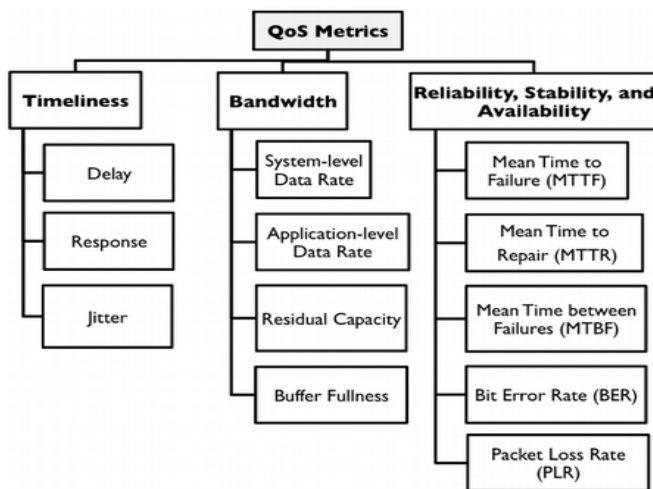 QoS Metrics
Timeliness
Delay
Response
Jitter
Bandwidth
System-level
Data Rate
Application-level
Data Rate
Residual Capacity
Buffer Fullness
Reliability, Stability, and
Availability
Mean Time to
Failure (MTTF)
Mean Time to
Repair (MTTR)
Mean Time between
Failures (MTBF)
Bit Error Rate (BER)
Packet Loss Rate
(PLR)